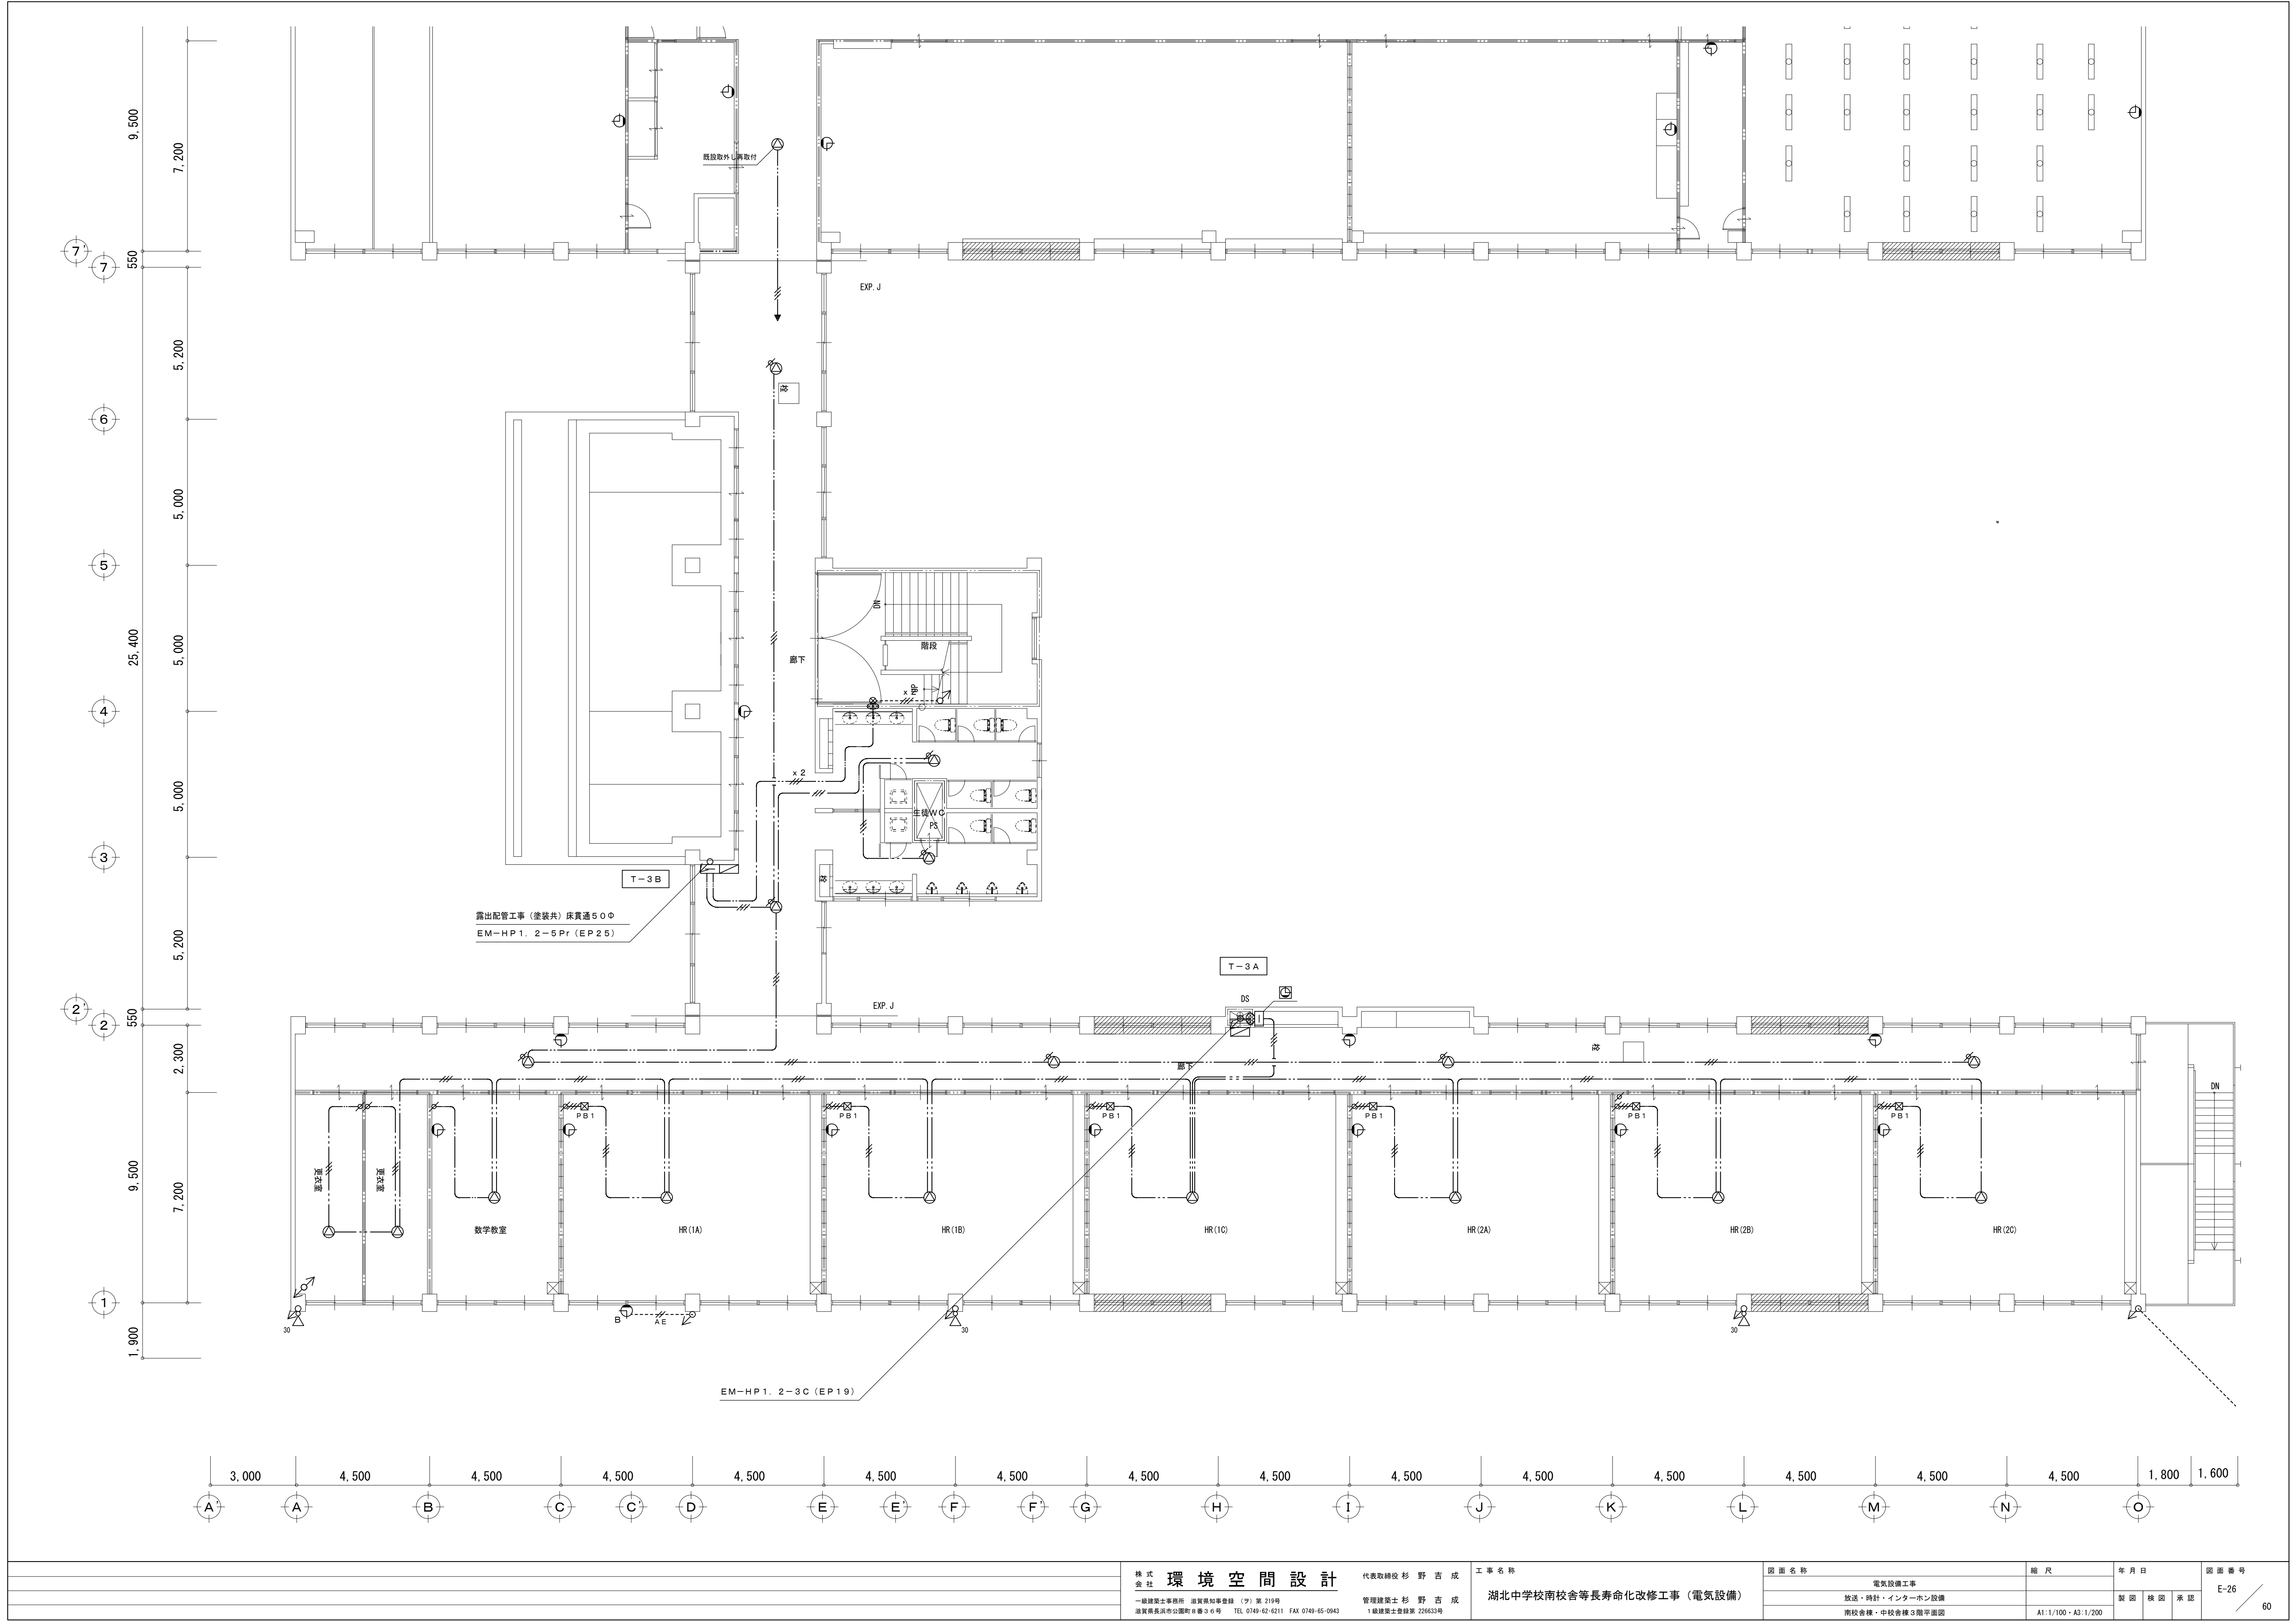 9,500
7,200
既設取外し再取付
7'
7
550
EXP.J
5,200
栓
6
5,000
5
DN
25,400
5,000
階段
廊下
UP
x 2
4
x 2
5,000
生徒WC
PS
3
T-3B
栓
露出配管工事(塗装共)床貫通50Φ
EM-HP1. 2-5Pr(EP25)
5,200
T-3A
DS
2'
2
550
EXP.J
2,300
栓
廊下
DN
PB1
PB1
PB1
PB1
PB1
PB1
更衣室
更衣室
9,500
7,200
数学教室
HR(1A)
HR(1B)
HR(1C)
HR(2A)
HR(2B)
HR(2C)
1
B
AE
30
30
30
1,900
EM-HP1. 2-3C(EP19)
3,000
4,500
4,500
4,500
4,500
4,500
4,500
4,500
4,500
4,500
4,500
4,500
4,500
4,500
4,500
1,800
1,600
A'
A
B
C
C'
D
E
E'
F
F'
G
H
I
J
K
L
M
N
O
株式会社 環境空間設計
代表取締役 杉野吉成
一級建築士事務所 滋賀県知事登録 (ヲ)第 219号
管理建築士 杉野吉成
滋賀県長浜市公園町8番36号 TEL 0749-62-6211 FAX 0749-65-0943
1級建築士登録第 226633号
工事名称
湖北中学校南校舎等長寿命化改修工事(電気設備)
図面名称
電気設備工事
放送・時計・インターホン設備
南校舎棟・中校舎棟3階平面図
縮尺
A1:1/100・A3:1/200
年月日
製図
検図
承認
図面番号
E-26
60